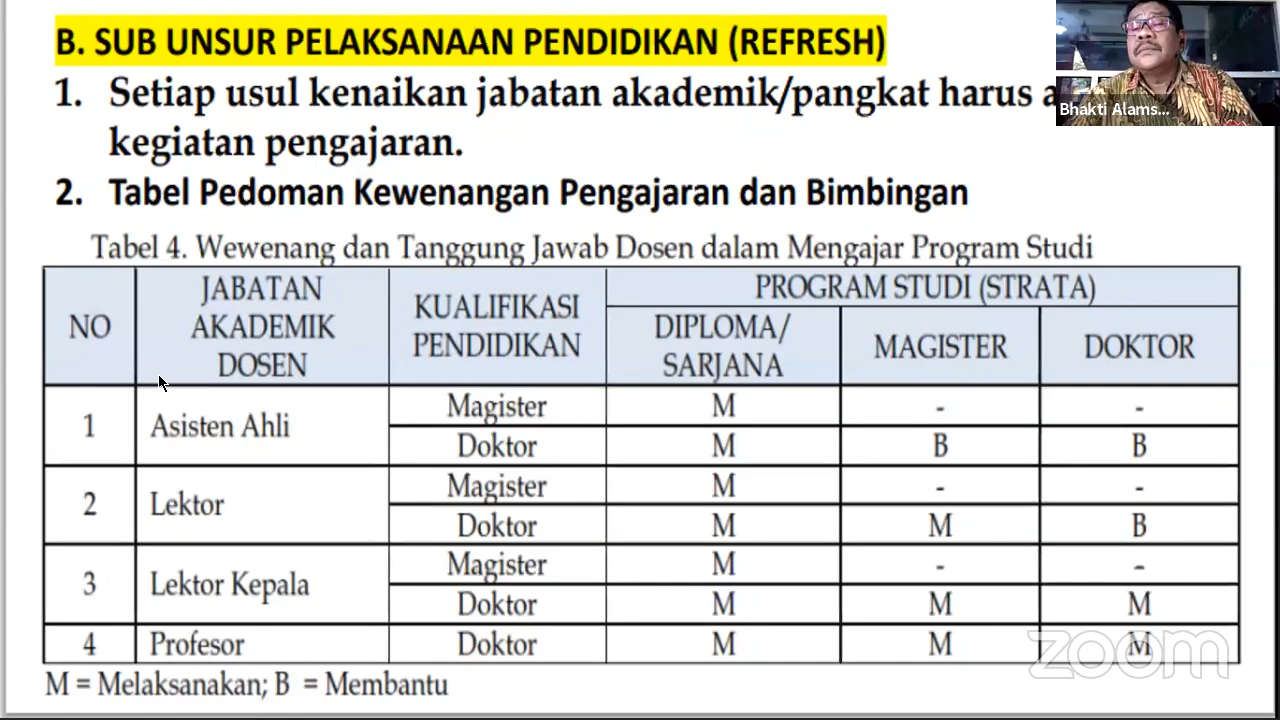 B. SUB UNSUR PELAKSANAAN PENDIDIKAN (REFRESH)
1. Setiap usul kenaikan jabatan akademik/pangkat harus
kegiatan pengajaran.
2. Tabel Pedoman Kewenangan Pengajaran dan Bimbingan
Bhakti Alams...
Tabel 4. Wewenang dan Tanggung Jawab Dosen dalam Mengajar Program Studi
NO JABATAN AKADEMIK DOSEN KUALIFIKASI PENDIDIKAN PROGRAM STUDI (STRATA)
DIPLOMA/ SARJANA MAGISTER DOKTOR
1 Asisten Ahli Magister M - -
Doktor M B B
2 Lektor Magister M - -
Doktor M M B
3 Lektor Kepala Magister M - -
Doktor M M M
4 Profesor Doktor M M M
M = Melaksanakan; B = Membantu
zoom